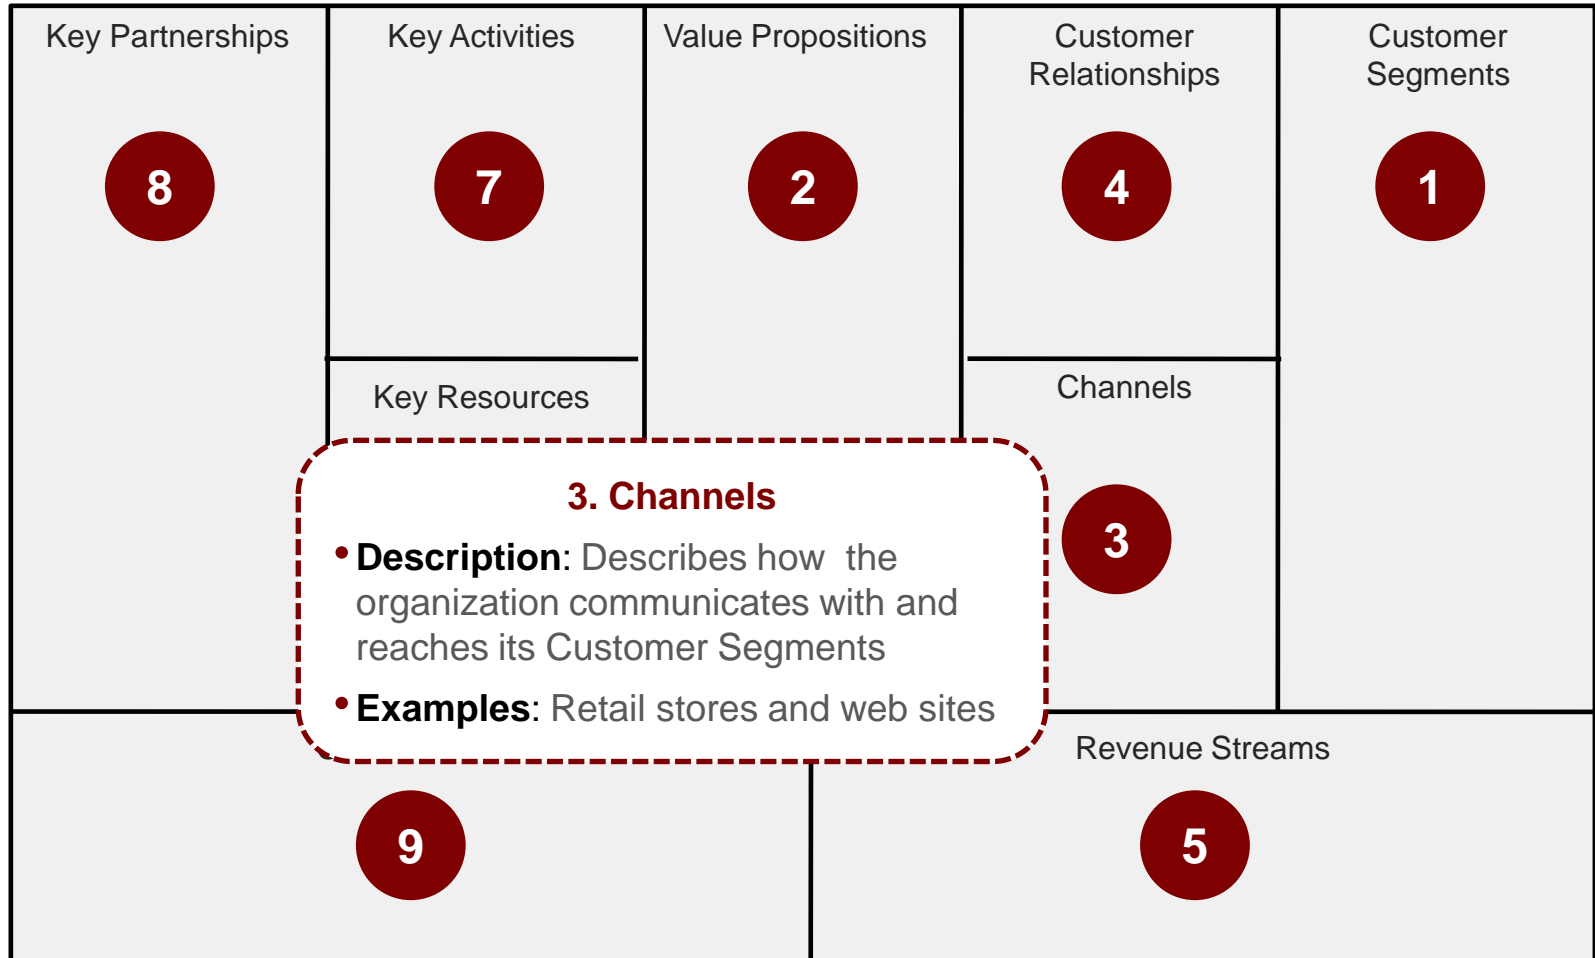 Key Partnerships
8
Key Activities
7
Key Resources
Value Propositions
2
Customer
Relationships
4
Channels
3
Customer
Segments
1
3. Channels
• Description: Describes how the
organization communicates with and
reaches its Customer Segments
• Examples: Retail stores and web sites
9
Revenue Streams
5